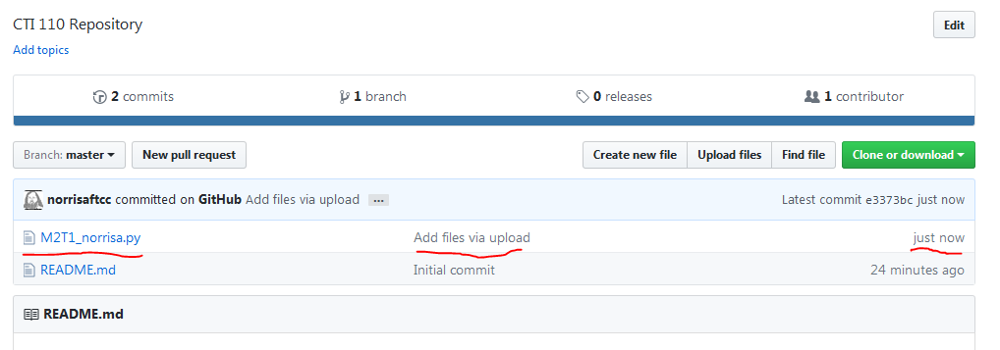 CTI 110 Repository
Edit
Add topics
2 commits
1 branch
0 releases
1 contributor
Branch: master
New pull request
Create new file
Upload files
Find file
Clone or download
norrisaftcc committed on GitHub Add files via upload ...
Latest commit e3373bc just now
M2T1_norrisa.py
Add files via upload
just now
README.md
Initial commit
24 minutes ago
README.md